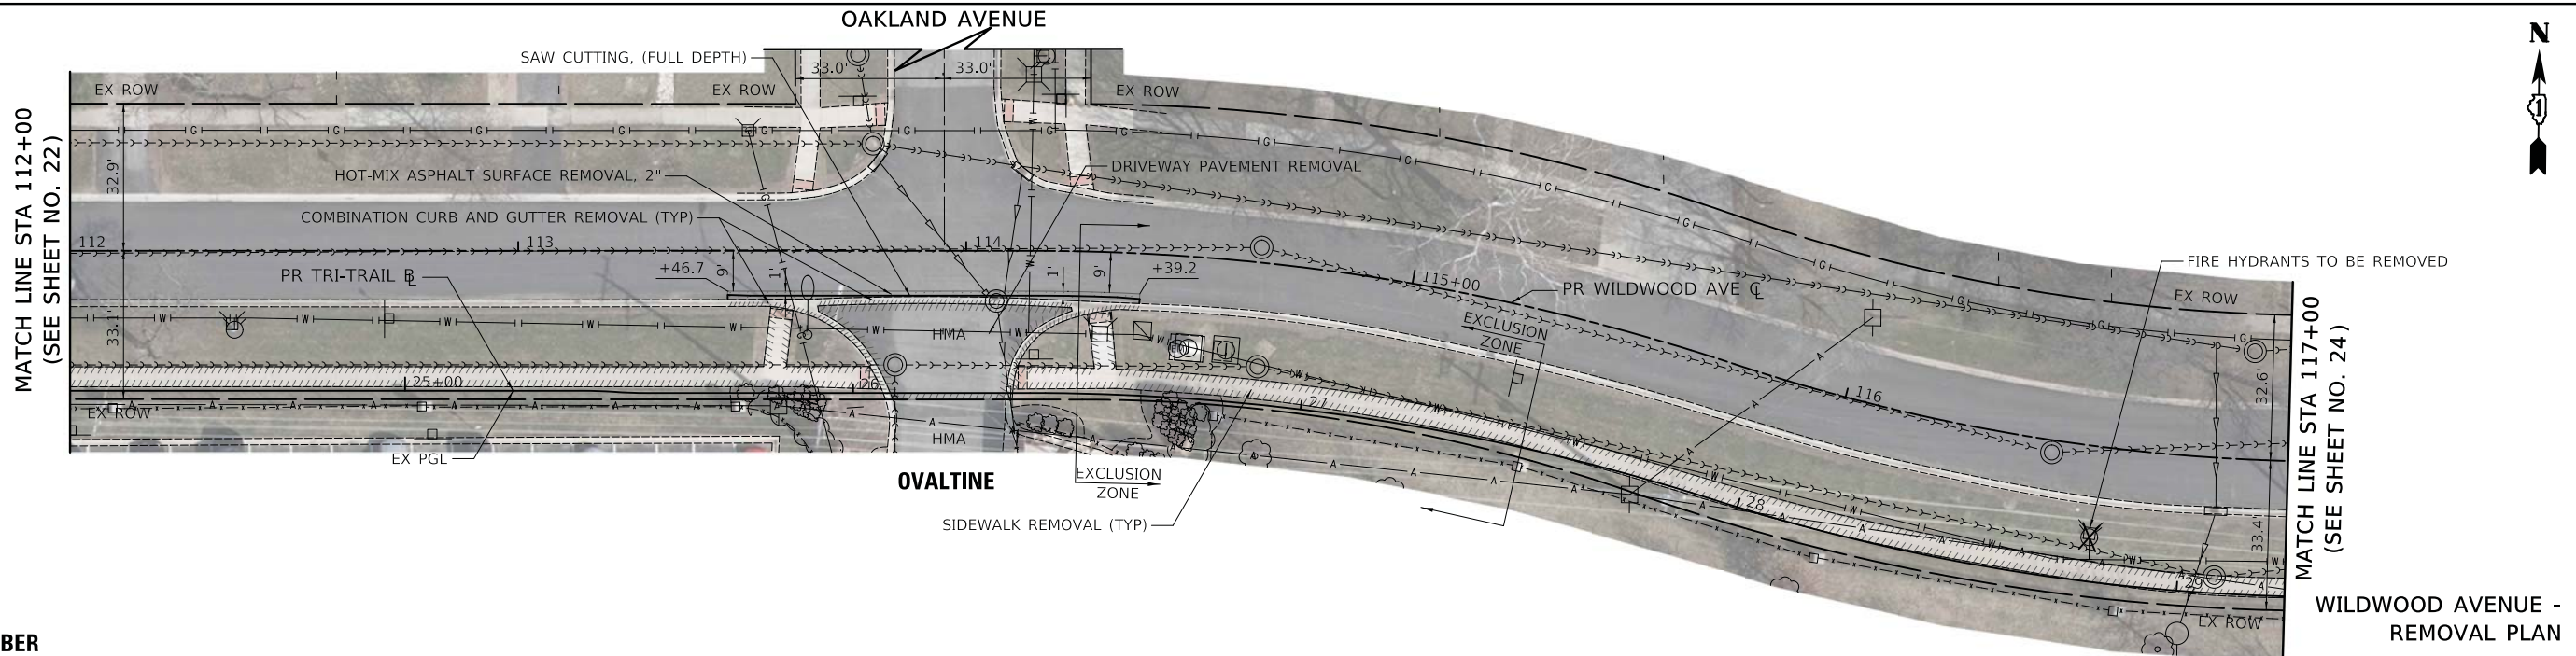 OAKLAND AVENUE
N
SAW CUTTING, (FULL DEPTH)
33.0'
33.0'
EX ROW
EX ROW
EX ROW
MATCH LINE STA 112+00
(SEE SHEET NO. 22)
32.9'
HOT-MIX ASPHALT SURFACE REMOVAL, 2"
DRIVEWAY PAVEMENT REMOVAL
COMBINATION CURB AND GUTTER REMOVAL (TYP)
112
113
114
115+00
116
FIRE HYDRANTS TO BE REMOVED
PR TRI-TRAIL BL
+46.7
9'
1'
1'
9'
+39.2
PR WILDWOOD AVE CL
EX ROW
33.1'
HMA
EXCLUSION
ZONE
32.6'
MATCH LINE STA 117+00
(SEE SHEET NO. 24)
25+00
26
27
28
29
EX ROW
HMA
EX PGL
OVALTINE
EXCLUSION
ZONE
SIDEWALK REMOVAL (TYP)
33.4'
EX ROW
WILDWOOD AVENUE -
REMOVAL PLAN
BER